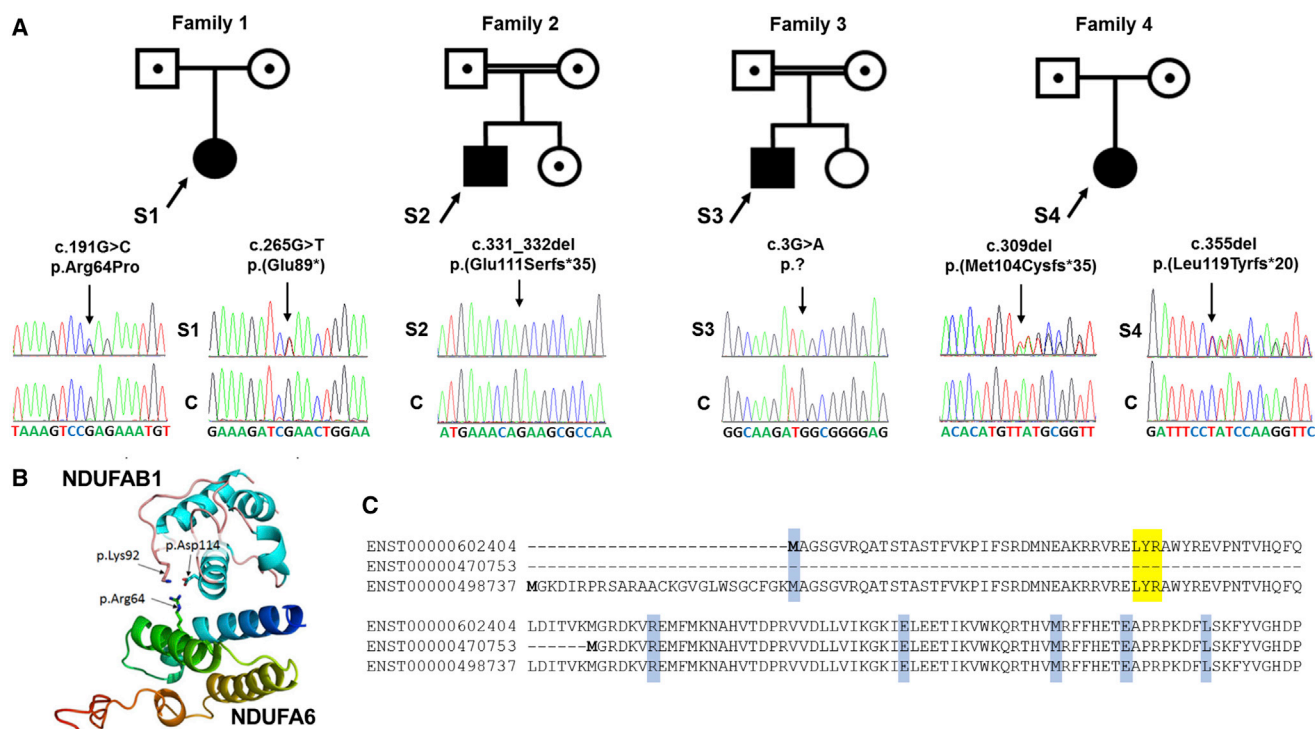 A
Family 1
Family 2
Family 3
Family 4
S1
S2
S3
S4
c.191G>C
p.Arg64Pro
c.265G>T
p.(Glu89*)
c.331_332del
p.(Glu111Serfs*35)
c.3G>A
p.?
c.309del
p.(Met104Cysfs*35)
c.355del
p.(Leu119Tyrfs*20)
S1
S2
S3
S4
C
C
C
C
TAAAGTCCGAGAAATGT
GAAAGATCGAACTGGAA
ATGAAACAGAAGCGCCAA
GGCAAGATGGCGGGGAG
ACACATGTTATGCGGTT
GATTTCCTATCCAAGGTTC
B
NDUFAB1
p.Lys92
p.Asp114
p.Arg64
NDUFA6
C
ENST00000602404 --------------------------MAGSGVRQATSTASTFVKPIFSRDMNEAKRRVRELYRAWYREVPNTVHQFQ
ENST00000470753 -----------------------------------------------------------------------------
ENST00000498737 MGKDIRPRSARAACKGVGLWSGCFGKMAGSGVRQATSTASTFVKPIFSRDMNEAKRRVRELYRAWYREVPNTVHQFQ
ENST00000602404 LDITVKMGRDKVREMFMKNAHVTDPRVVDLLVIKGKIELEETIKVWKQRTHVMRFFHETEAPRPKDFLSKFYVGHDP
ENST00000470753 ------MGRDKVREMFMKNAHVTDPRVVDLLVIKGKIELEETIKVWKQRTHVMRFFHETEAPRPKDFLSKFYVGHDP
ENST00000498737 LDITVKMGRDKVREMFMKNAHVTDPRVVDLLVIKGKIELEETIKVWKQRTHVMRFFHETEAPRPKDFLSKFYVGHDP